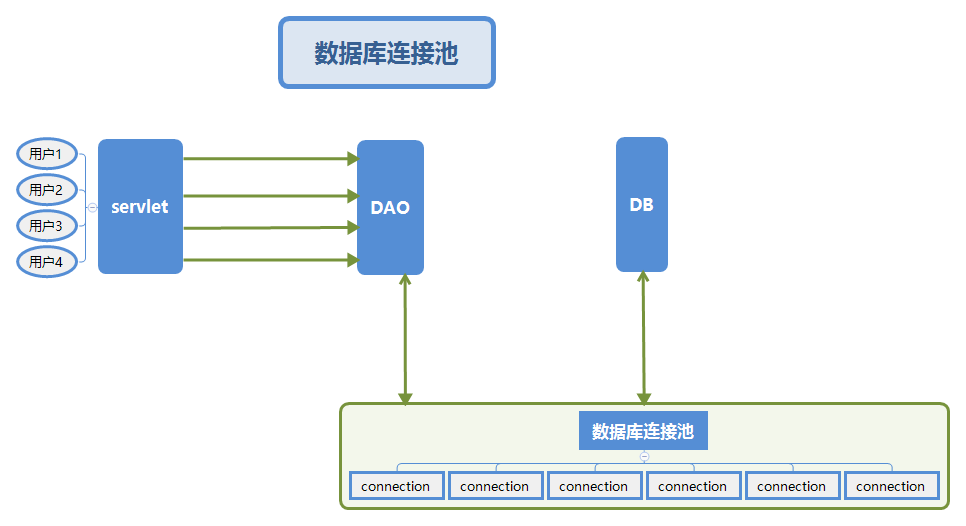 数据库连接池
用户1
用户2
用户3
用户4
servlet
DAO
DB
数据库连接池
connection
connection
connection
connection
connection
connection